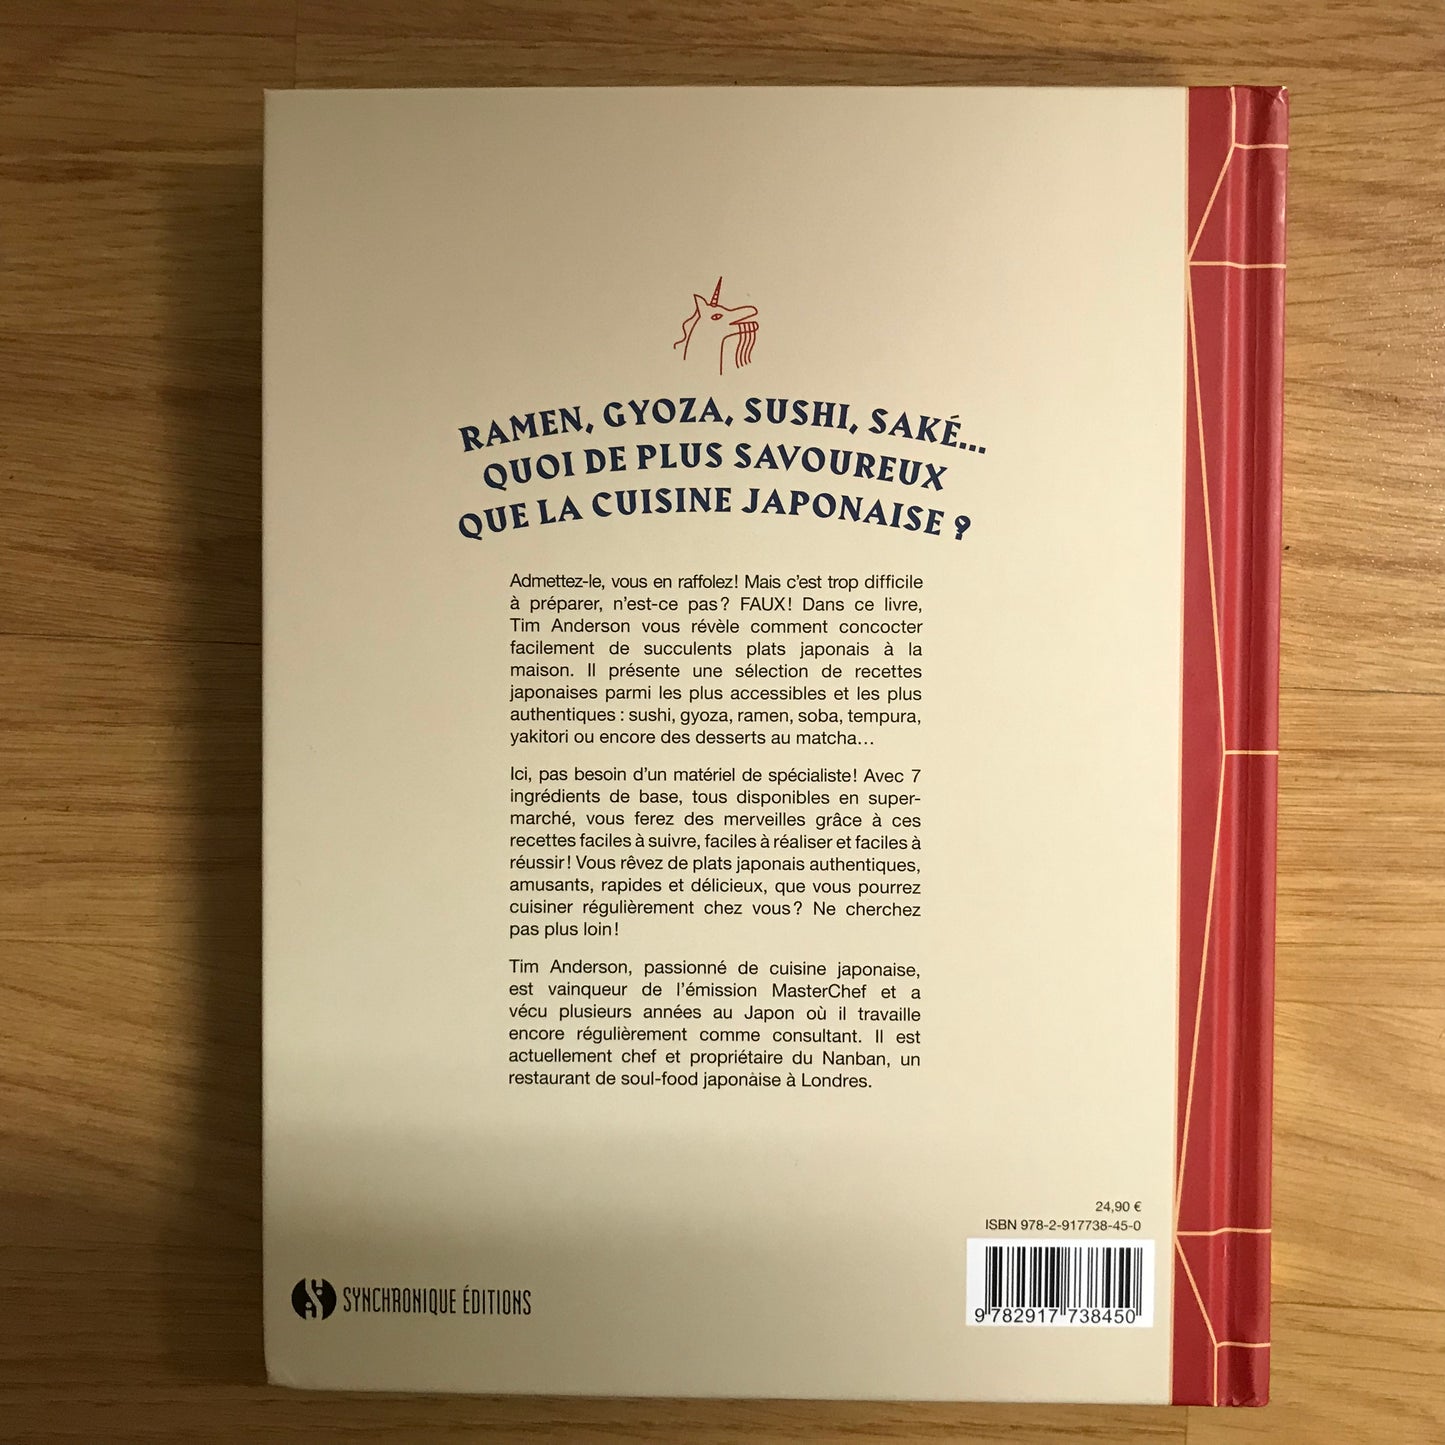 RAMEN, GYOZA, SUSHI, SAKÉ...
QUOI DE PLUS SAVOUREUX
QUE LA CUISINE JAPONAISE ?
Admettez-le, vous en raffolez! Mais c'est trop difficile
à préparer, n'est-ce pas? FAUX! Dans ce livre,
Tim Anderson vous révèle comment concocter
facilement de succulents plats japonais à la
maison. Il présente une sélection de recettes
japonaises parmi les plus accessibles et les plus
authentiques : sushi, gyoza, ramen, soba, tempura,
yakitori ou encore des desserts au matcha...
Ici, pas besoin d'un matériel de spécialiste! Avec 7
ingrédients de base, tous disponibles en super-
marché, vous ferez des merveilles grâce à ces
recettes faciles à suivre, faciles à réaliser et faciles à
réussir! Vous rêvez de plats japonais authentiques,
amusants, rapides et délicieux, que vous pourrez
cuisiner régulièrement chez vous? Ne cherchez
pas plus loin!
Tim Anderson, passionné de cuisine japonaise,
est vainqueur de l'émission MasterChef et a
vécu plusieurs années au Japon où il travaille
encore régulièrement comme consultant. Il est
actuellement chef et propriétaire du Nanban, un
restaurant de soul-food japonaise à Londres.
24,90 €
ISBN 978-2-917738-45-0
9 782917 738450
SYNCHRONIQUE ÉDITIONS